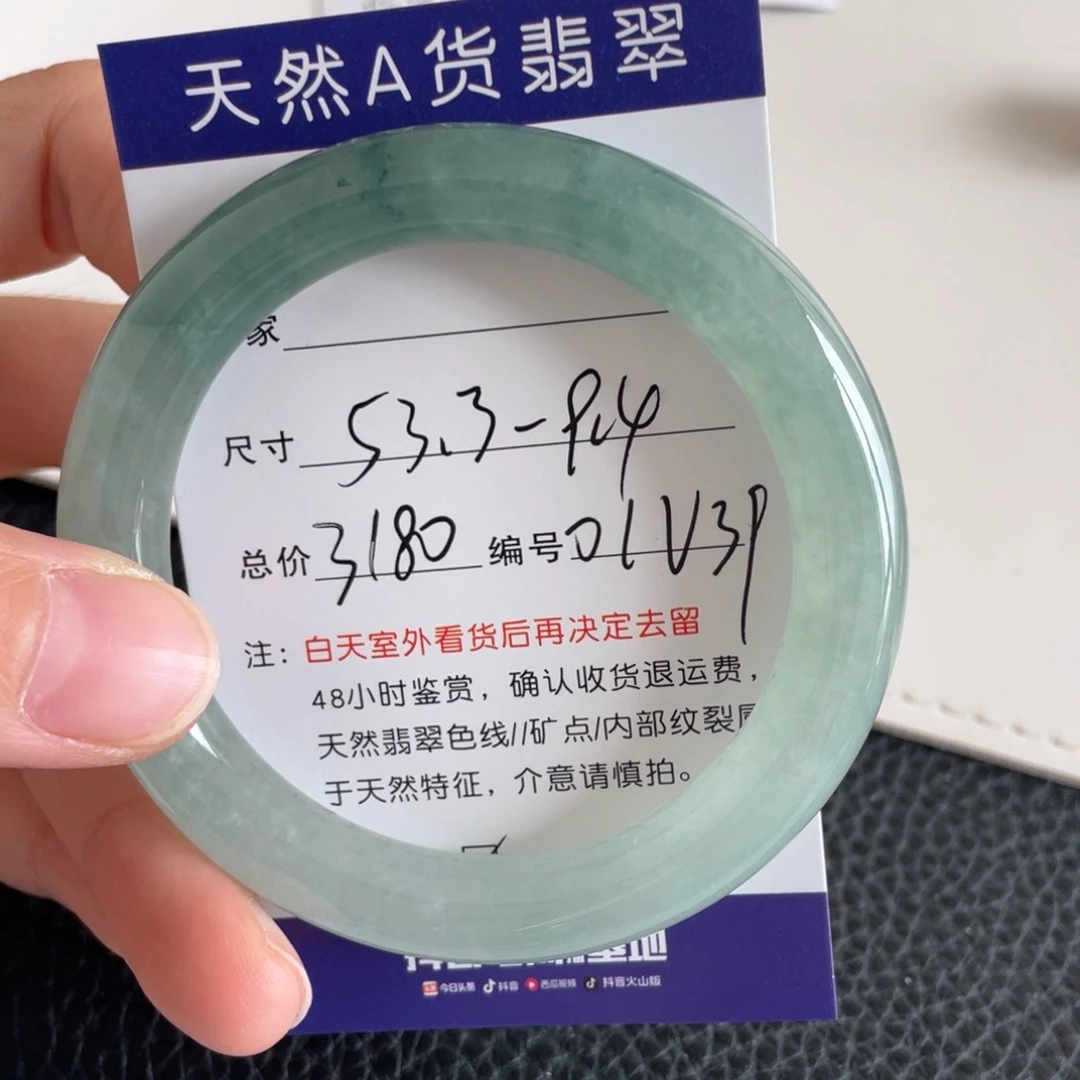 天然A货翡翠
家
尺寸 53.3-9.4
总价 3180 编号 01V39
注：白天室外看货后再决定去留
48小时鉴赏，确认收货退运费，
天然翡翠色线//矿点/内部纹裂属
于天然特征，介意请慎拍。
基地
今日头条 抖音 西瓜视频 抖音火山版